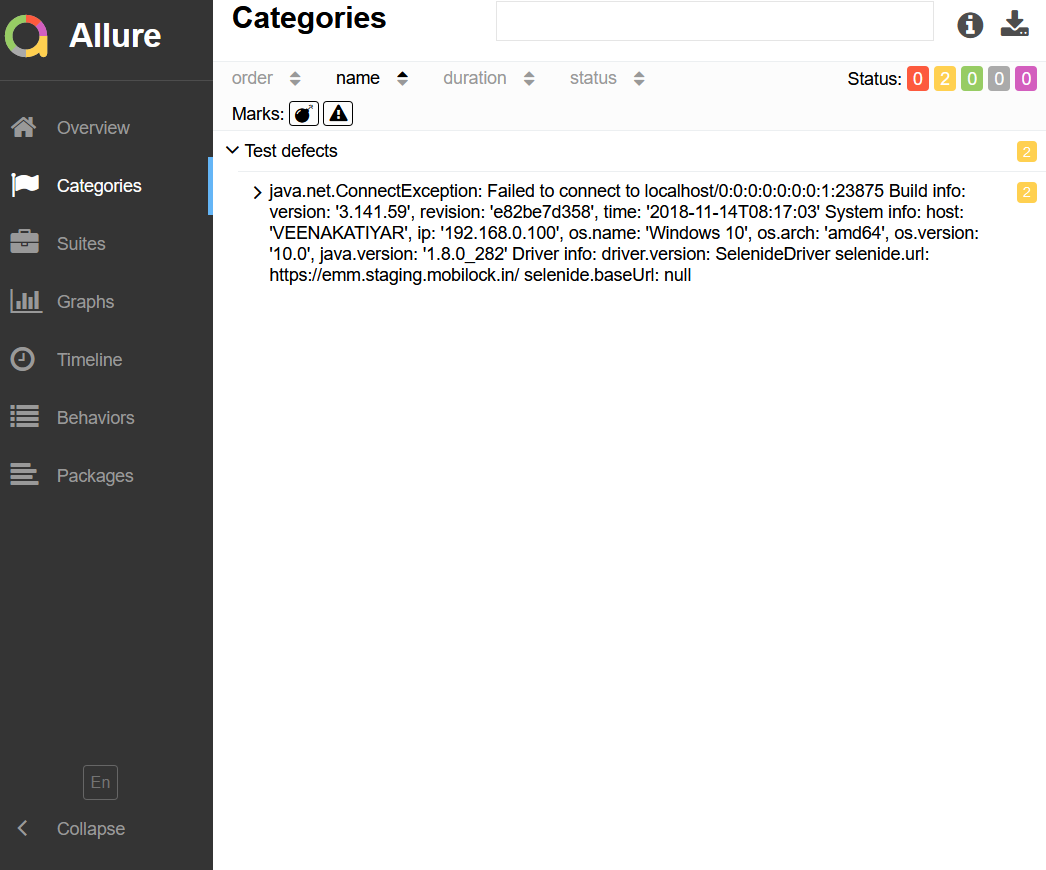 Allure
Overview
Categories
Suites
Graphs
Timeline
Behaviors
Packages
En
Collapse
Categories
order name duration status
Status: 0 2 0 0 0
Marks:
Test defects 2
java.net.ConnectException: Failed to connect to localhost/0:0:0:0:0:0:0:1:23875 Build info: 2
version: '3.141.59', revision: 'e82be7d358', time: '2018-11-14T08:17:03' System info: host:
'VEENAKATIYAR', ip: '192.168.0.100', os.name: 'Windows 10', os.arch: 'amd64', os.version:
'10.0', java.version: '1.8.0_282' Driver info: driver.version: SelenideDriver selenide.url:
https://emm.staging.mobilock.in/ selenide.baseUrl: null